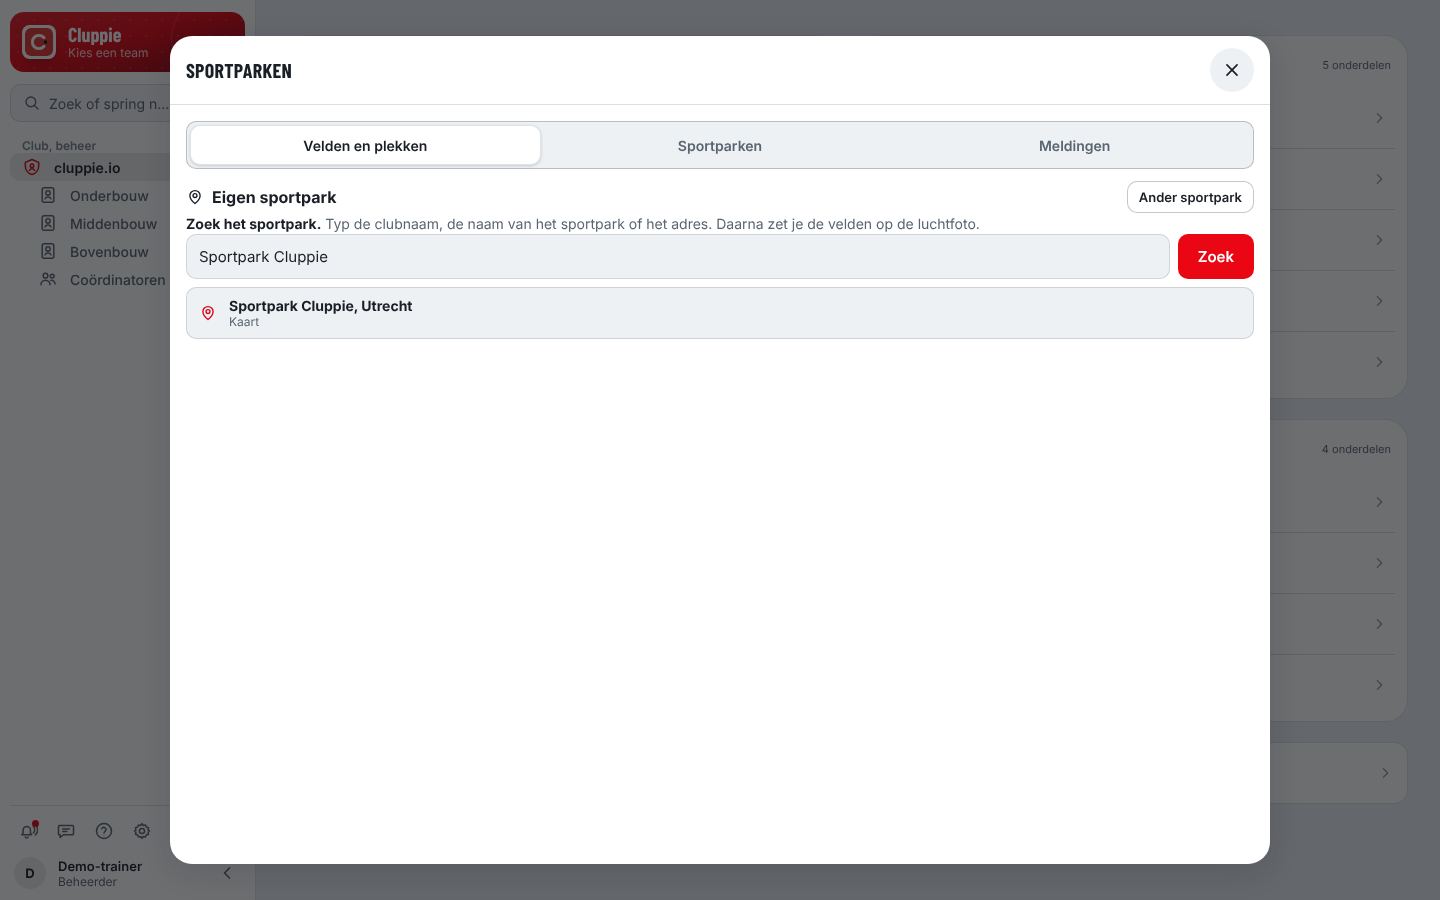 Cluppie
Kies een team
Zoek of spring n...
Club, beheer
cluppie.io
Onderbouw
Middenbouw
Bovenbouw
Coördinatoren
Demo-trainer
Beheerder
D
SPORTPARKEN
Velden en plekken
Sportparken
Meldingen
Eigen sportpark
Ander sportpark
Zoek het sportpark. Typ de clubnaam, de naam van het sportpark of het adres. Daarna zet je de velden op de luchtfoto.
Sportpark Cluppie
Zoek
Sportpark Cluppie, Utrecht
Kaart
5 onderdelen
4 onderdelen